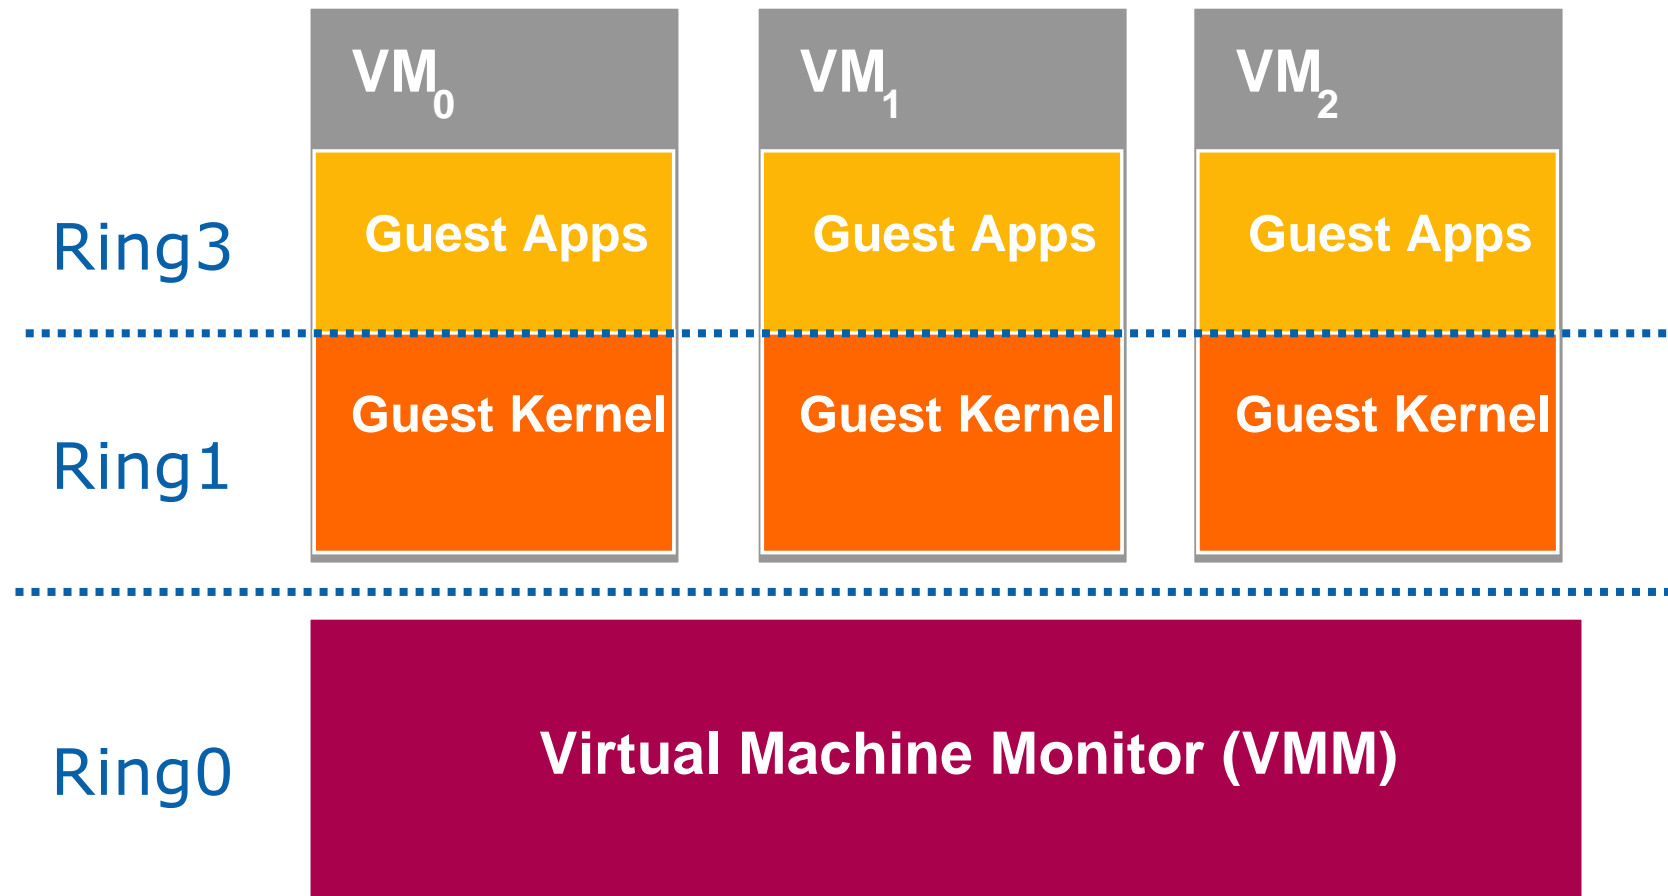 VM0
VM1
VM2
Ring3
Guest Apps
Guest Apps
Guest Apps
Ring1
Guest Kernel
Guest Kernel
Guest Kernel
Ring0
Virtual Machine Monitor (VMM)